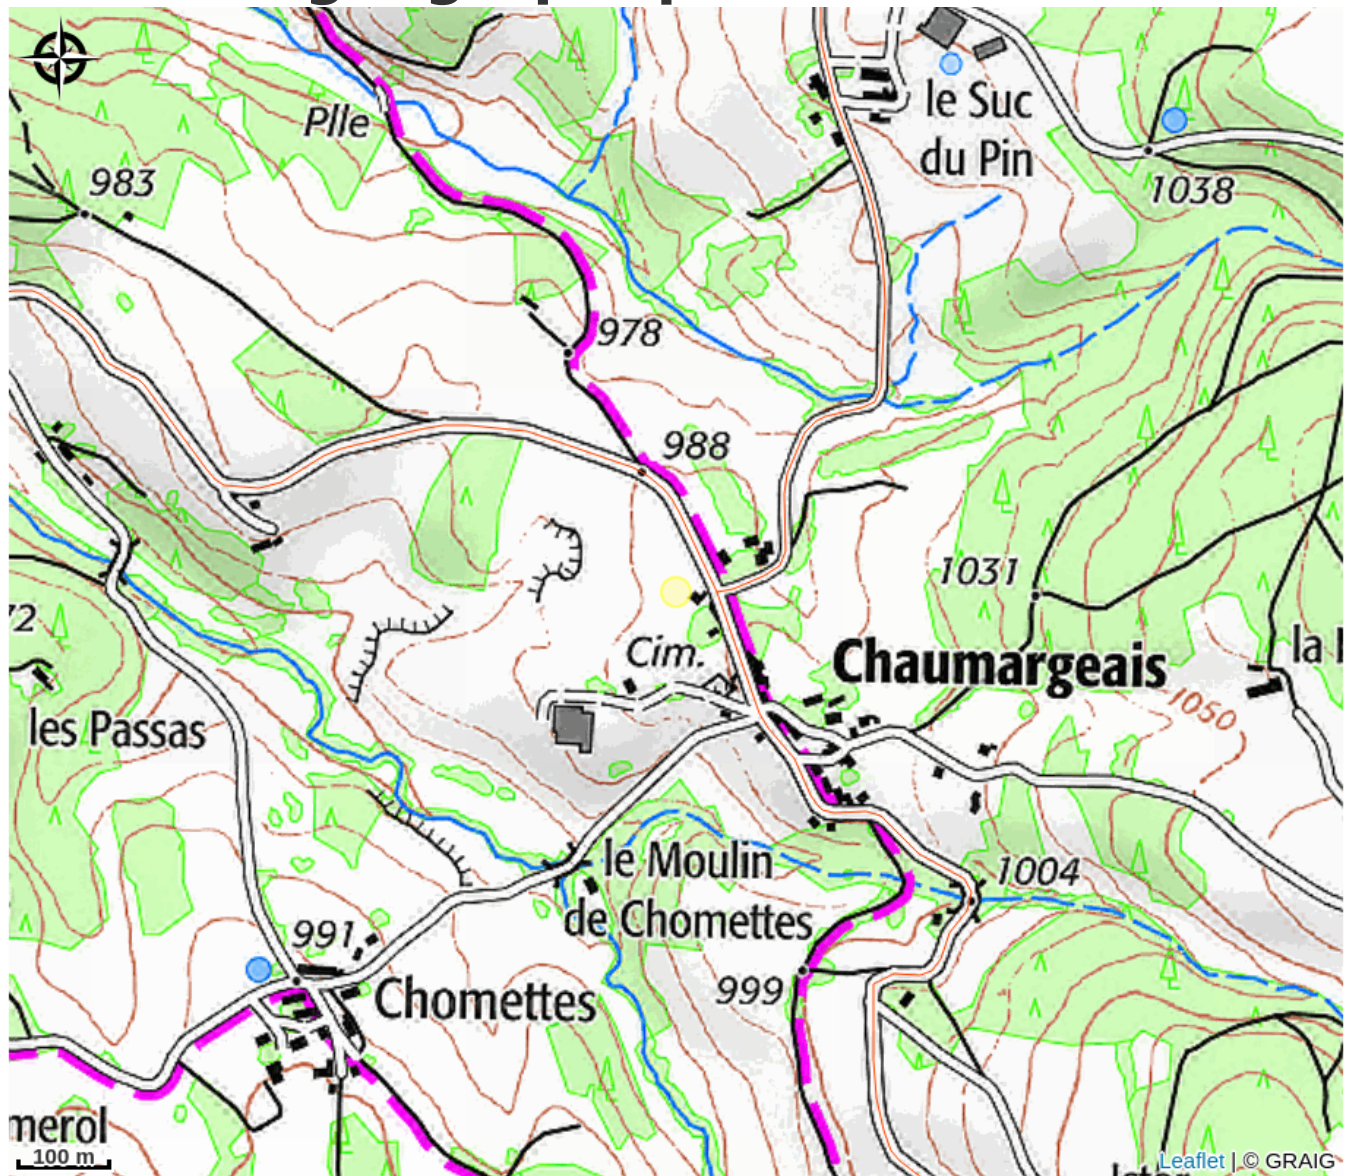 le Suc
du Pin
Plle
983
1038
978
988
1031
72
Cim.
Chaumargeais
1050
les Passas
le Moulin
de Chomettes
1004
991
Chomettes
999
merol
100 m
Leaflet | © GRAIG